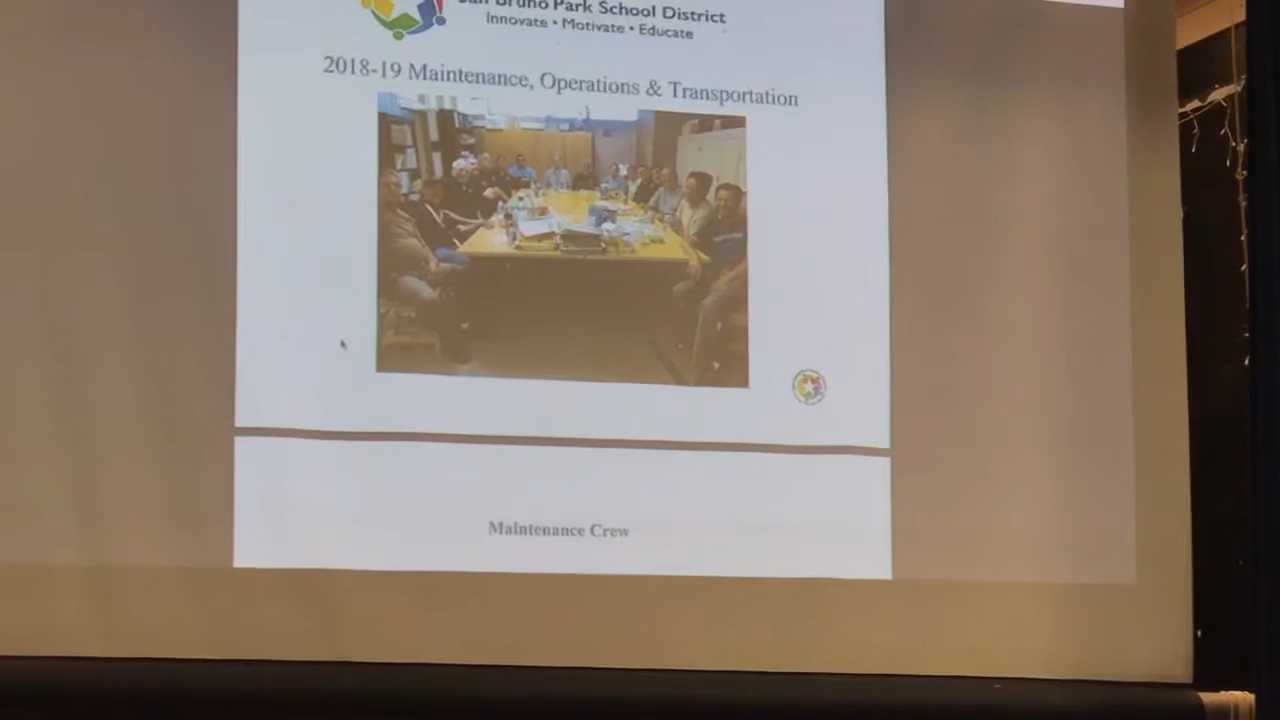 San Bruno Park School District
Innovate • Motivate • Educate
2018-19 Maintenance, Operations & Transportation
Maintenance Crew